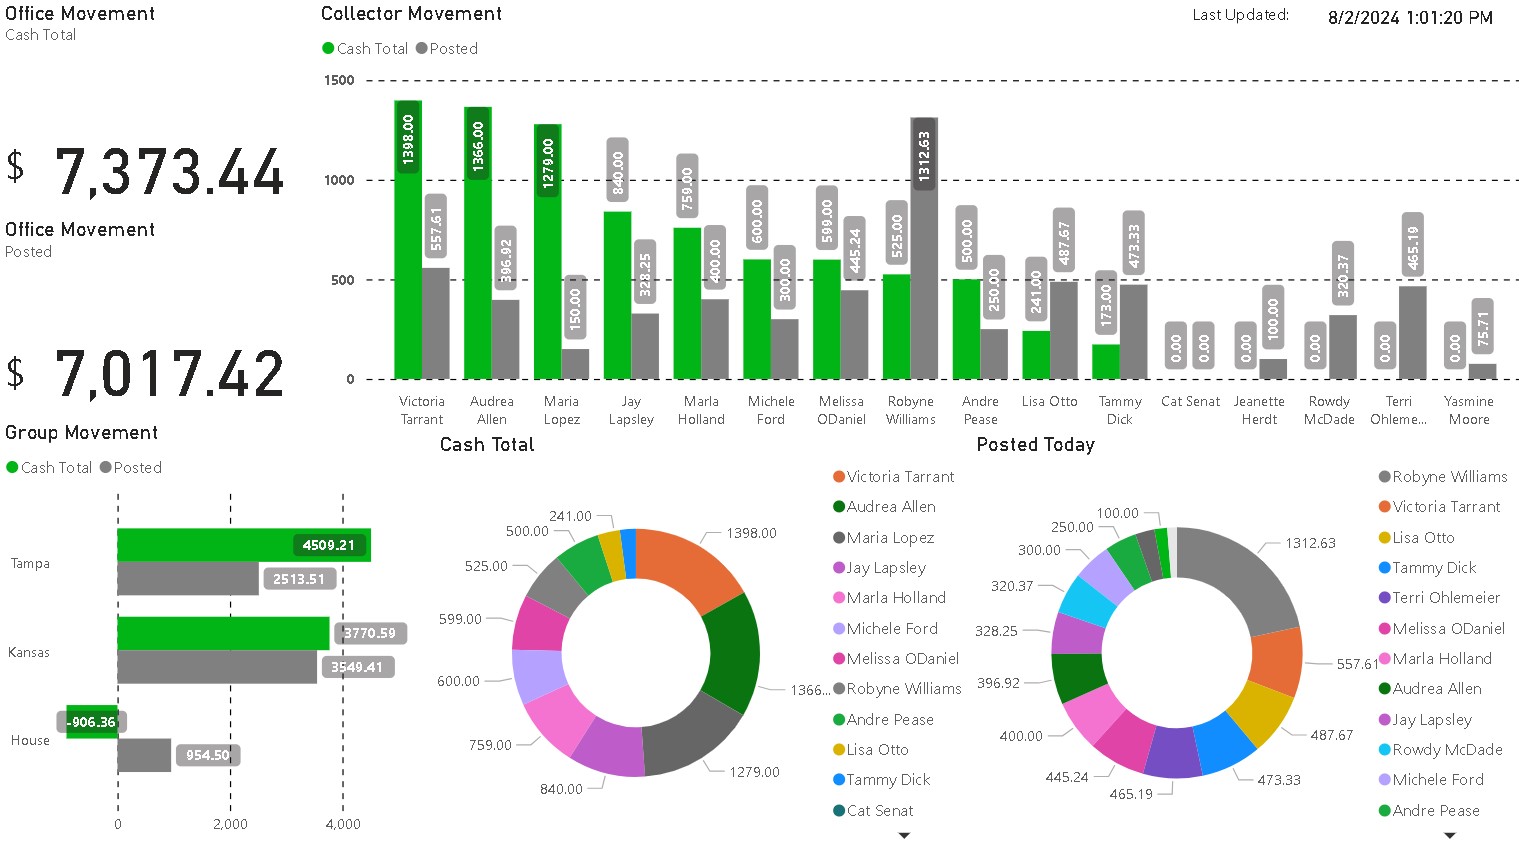 Office Movement
Cash Total
$ 7,373.44
Office Movement
Posted
$ 7,017.42
Collector Movement
Last Updated: 8/2/2024 1:01:20 PM
Cash Total Posted
1500
1000
500
0
1398.00
557.61
1366.00
396.92
1279.00
150.00
840.00
328.25
759.00
400.00
600.00
300.00
599.00
445.24
525.00
1312.63
500.00
250.00
241.00
487.67
173.00
473.33
0.00
0.00
0.00
100.00
0.00
320.37
0.00
465.19
0.00
75.71
Victoria Tarrant
Audrea Allen
Maria Lopez
Jay Lapsley
Marla Holland
Michele Ford
Melissa ODaniel
Robyne Williams
Andre Pease
Lisa Otto
Tammy Dick
Cat Senat
Jeanette Herdt
Rowdy McDade
Terri Ohleme...
Yasmine Moore
Group Movement
Cash Total Posted
Tampa
4509.21
2513.51
Kansas
3770.59
3549.41
House
-906.36
954.50
0 2,000 4,000
Cash Total
1398.00
1366...
1279.00
840.00
759.00
600.00
599.00
525.00
500.00
241.00
Victoria Tarrant
Audrea Allen
Maria Lopez
Jay Lapsley
Marla Holland
Michele Ford
Melissa ODaniel
Robyne Williams
Andre Pease
Lisa Otto
Tammy Dick
Cat Senat
Posted Today
1312.63
557.61
487.67
473.33
465.19
445.24
400.00
396.92
328.25
320.37
300.00
250.00
100.00
Robyne Williams
Victoria Tarrant
Lisa Otto
Tammy Dick
Terri Ohlemeier
Melissa ODaniel
Marla Holland
Audrea Allen
Jay Lapsley
Rowdy McDade
Michele Ford
Andre Pease